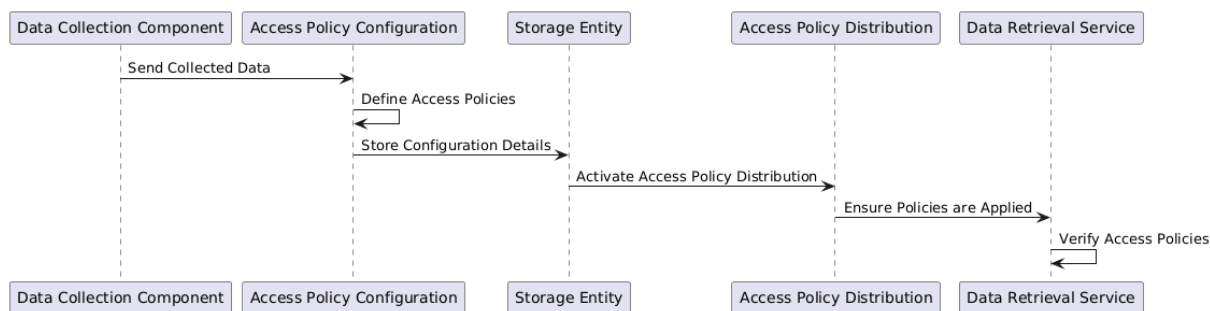 Data Collection Component Access Policy Configuration Storage Entity Access Policy Distribution Data Retrieval Service
Send Collected Data
Define Access Policies
Store Configuration Details
Activate Access Policy Distribution
Ensure Policies are Applied
Verify Access Policies
Data Collection Component Access Policy Configuration Storage Entity Access Policy Distribution Data Retrieval Service